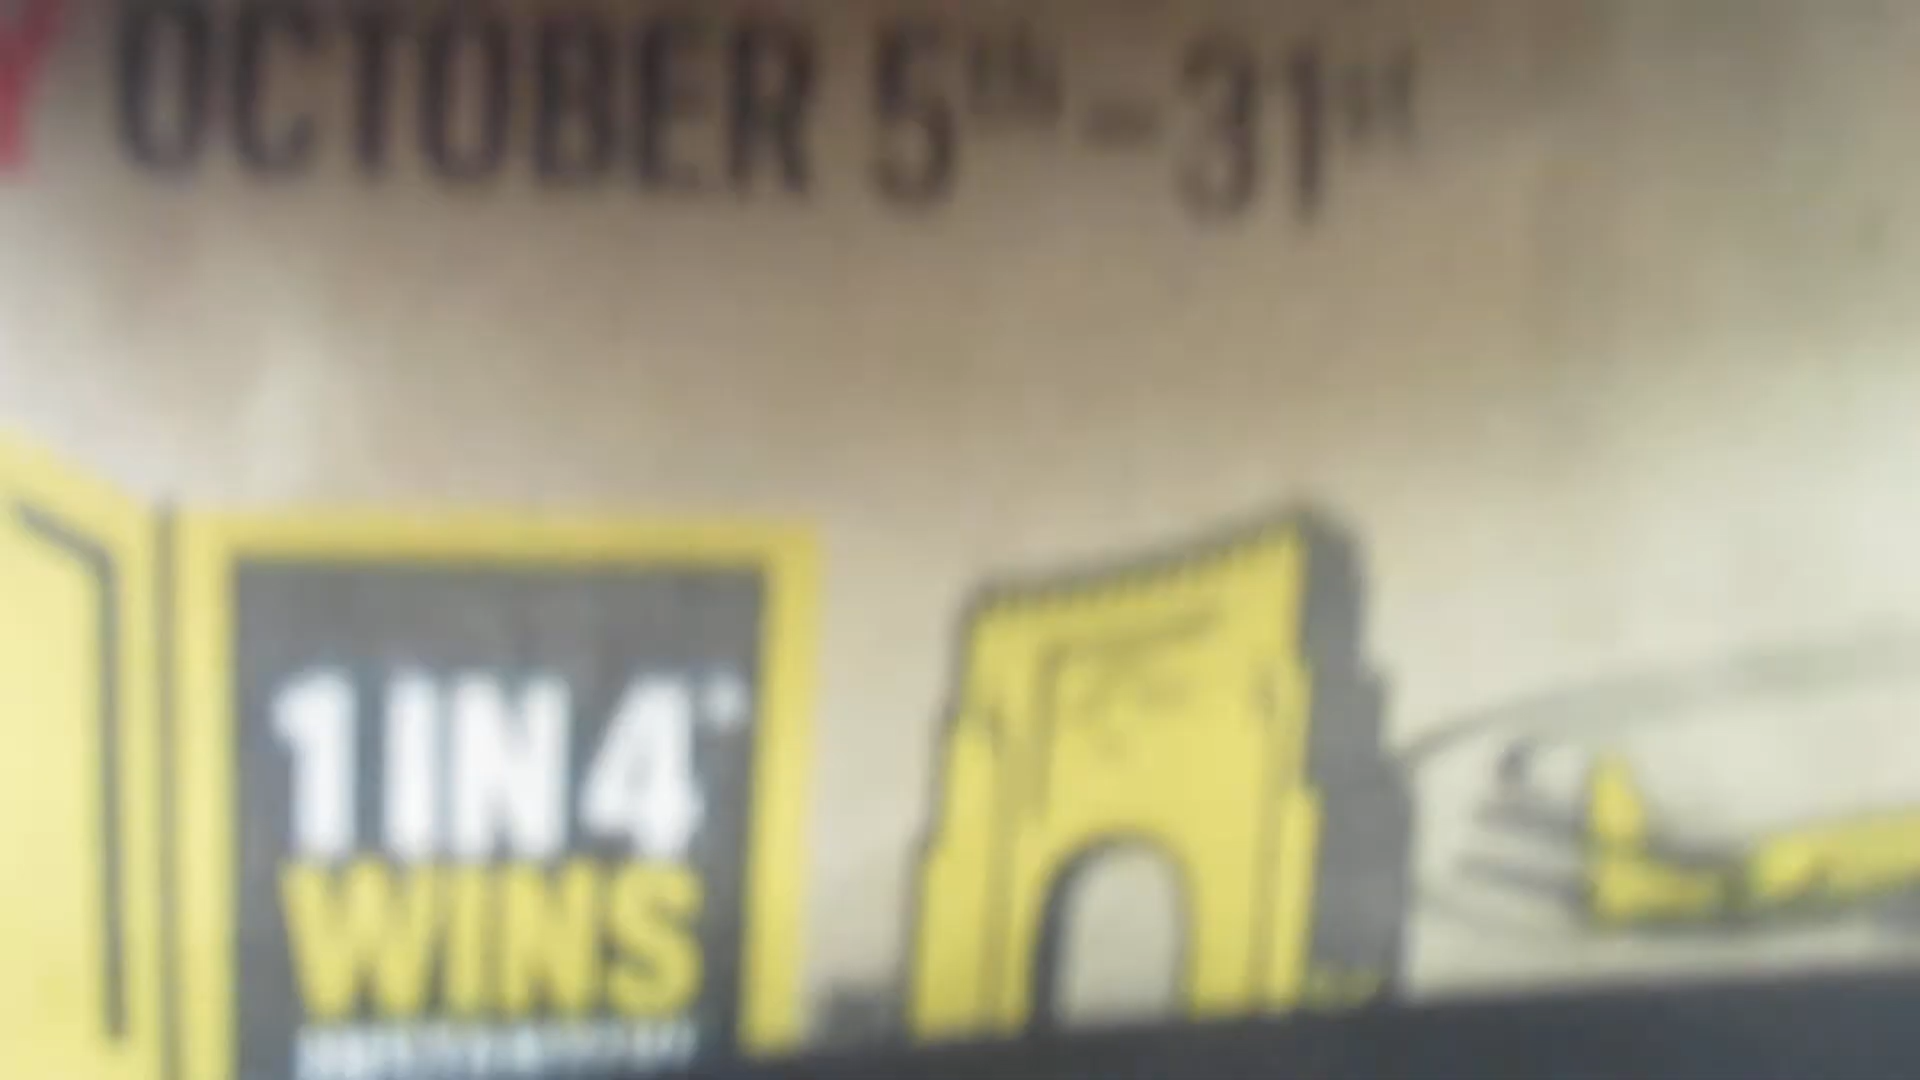 Y OCTOBER 5th – 31st
1 IN 4*
WINS